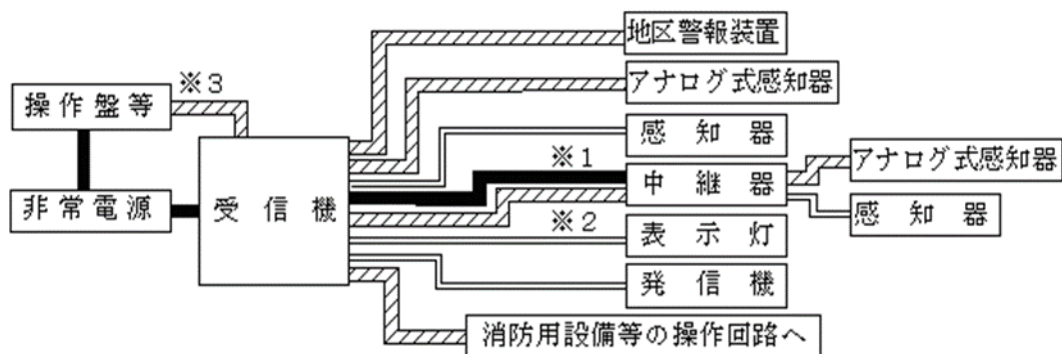 地区警報装置
※3
アナログ式感知器
操作盤等
感知器
※1
アナログ式感知器
中継器
非常電源
受信機
感知器
※2
表示灯
発信機
消防用設備等の操作回路へ